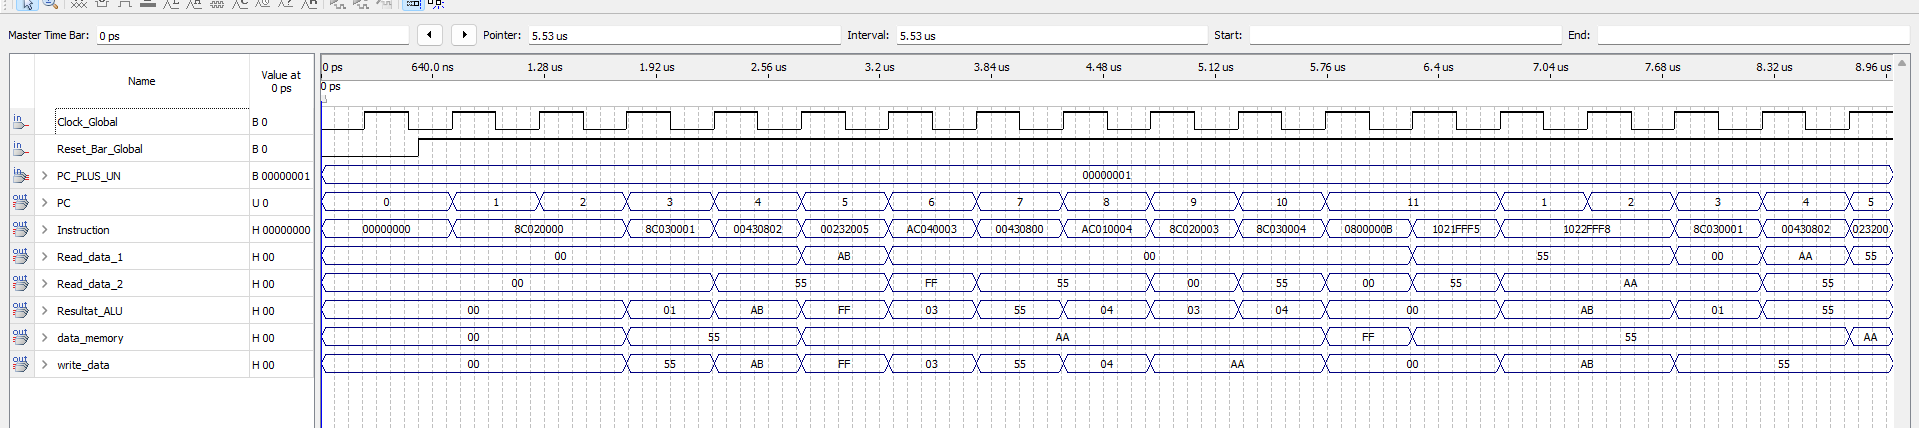 Master Time Bar: 0 ps Pointer: 5.53 us Interval: 5.53 us Start: End:
Name Value at 0 ps
0 ps 640.0 ns 1.28 us 1.92 us 2.56 us 3.2 us 3.84 us 4.48 us 5.12 us 5.76 us 6.4 us 7.04 us 7.68 us 8.32 us 8.96 us
0 ps
in Clock_Global B 0
in Reset_Bar_Global B 0
in PC_PLUS_UN B 00000001 00000001
out PC U 0 0 1 2 3 4 5 6 7 8 9 10 11 1 2 3 4 5
out Instruction H 00000000 00000000 8C020000 8C030001 00430802 00232005 AC040003 00430800 AC010004 8C020003 8C030004 0800000B 1021FFF5 1022FFF8 8C030001 00430802 023200
out Read_data_1 H 00 00 AB 00 55 00 AA 55
out Read_data_2 H 00 00 55 FF 55 00 55 00 55 AA 55
out Resultat_ALU H 00 00 01 AB FF 03 55 04 03 04 00 AB 01 55
out data_memory H 00 00 55 AA FF 55 AA
out write_data H 00 00 55 AB FF 03 55 04 AA 00 AB 55